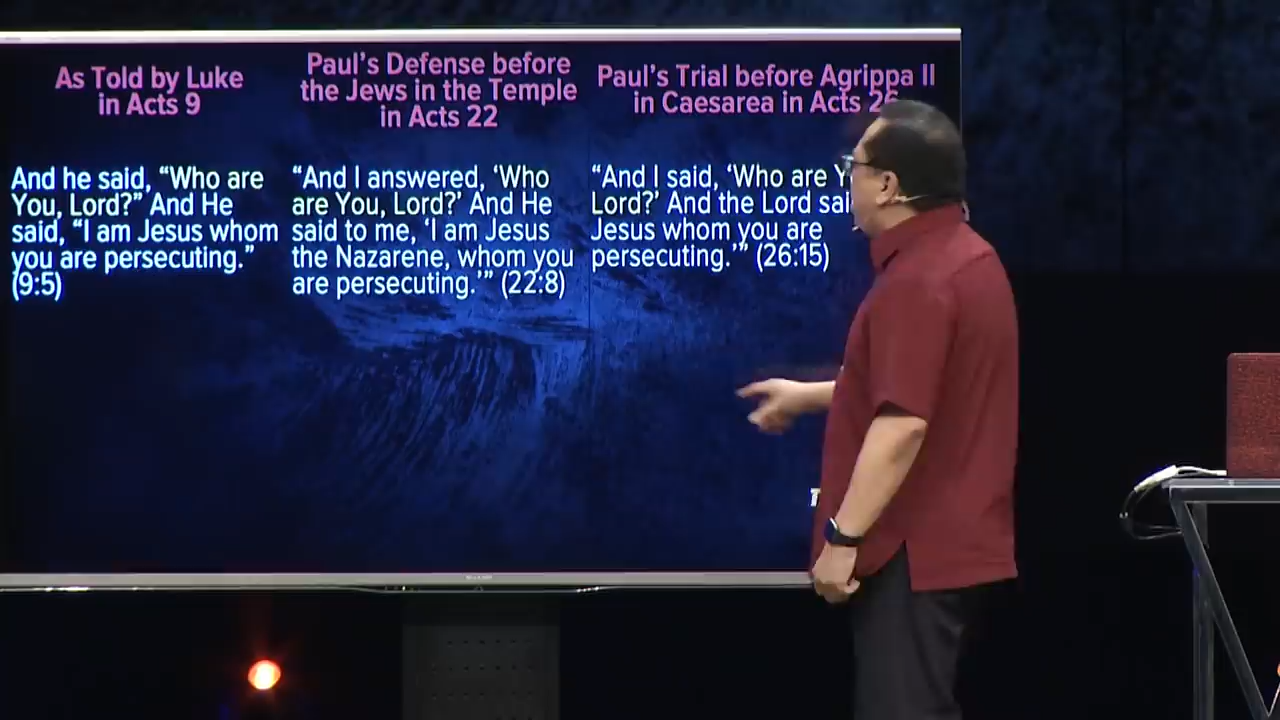 As Told by Luke
in Acts 9
Paul's Defense before
the Jews in the Temple
in Acts 22
Paul's Trial before Agrippa II
in Caesarea in Acts 26
And he said, “Who are
You, Lord?” And He
said, “I am Jesus whom
you are persecuting.”
(9:5)
“And I answered, ‘Who
are You, Lord?’ And He
said to me, ‘I am Jesus
the Nazarene, whom you
are persecuting.’” (22:8)
“And I said, ‘Who are
Lord?’ And the Lord
Jesus whom you are
persecuting.’” (26:15)